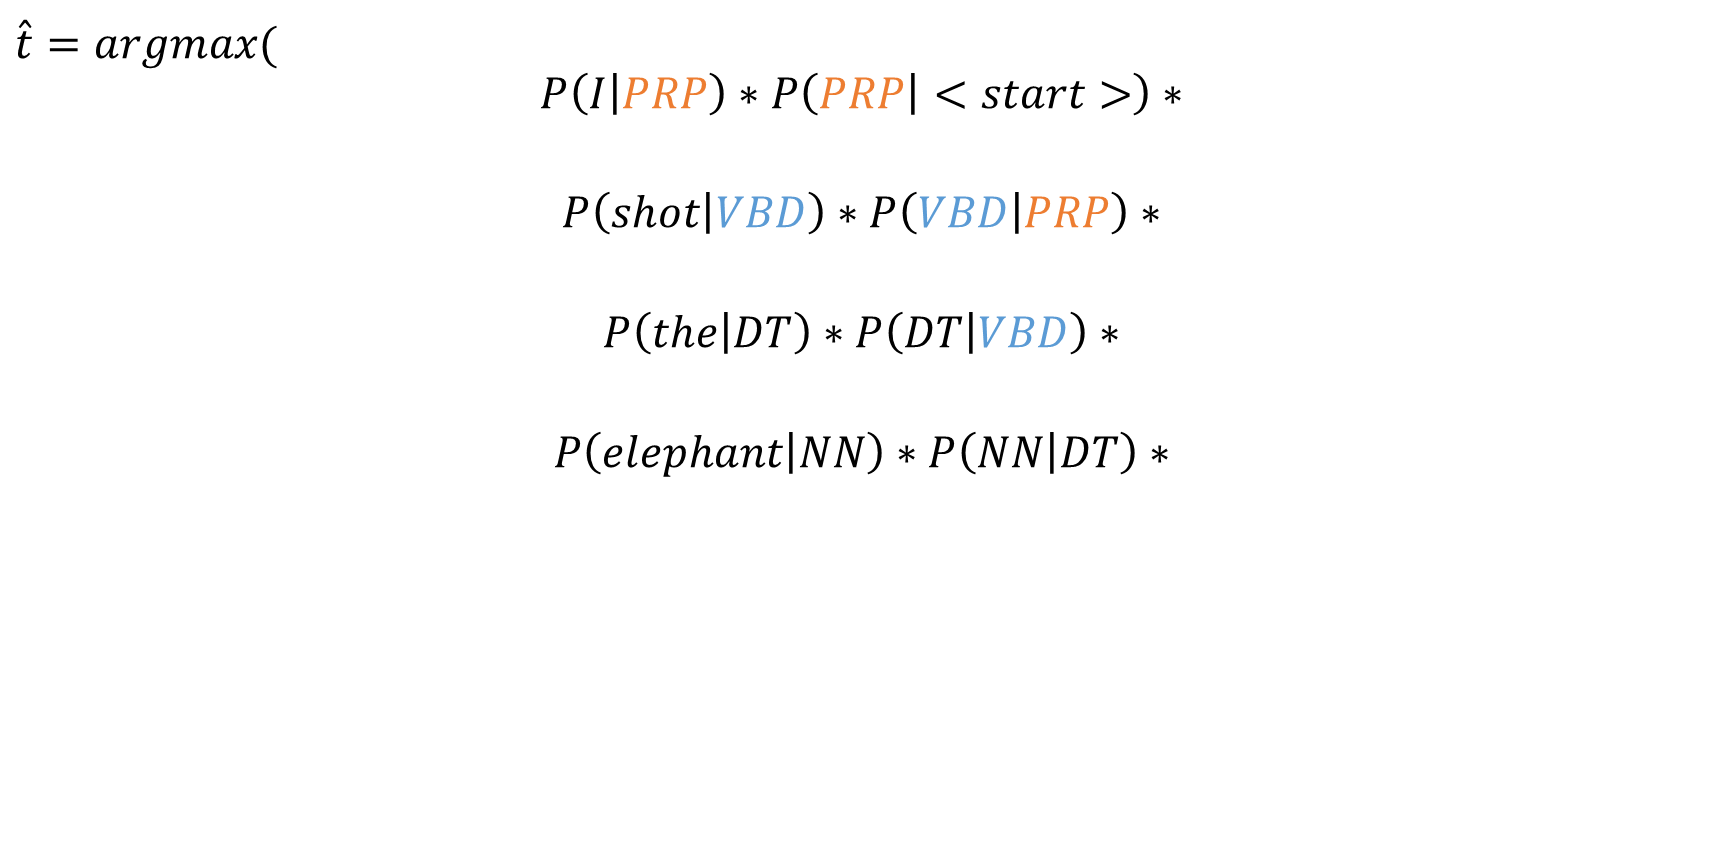 t̂ = argmax(
P(I|PRP) ∗ P(PRP| < start >) ∗
P(shot|VBD) ∗ P(VBD|PRP) ∗
P(the|DT) ∗ P(DT|VBD) ∗
P(elephant|NN) ∗ P(NN|DT) ∗